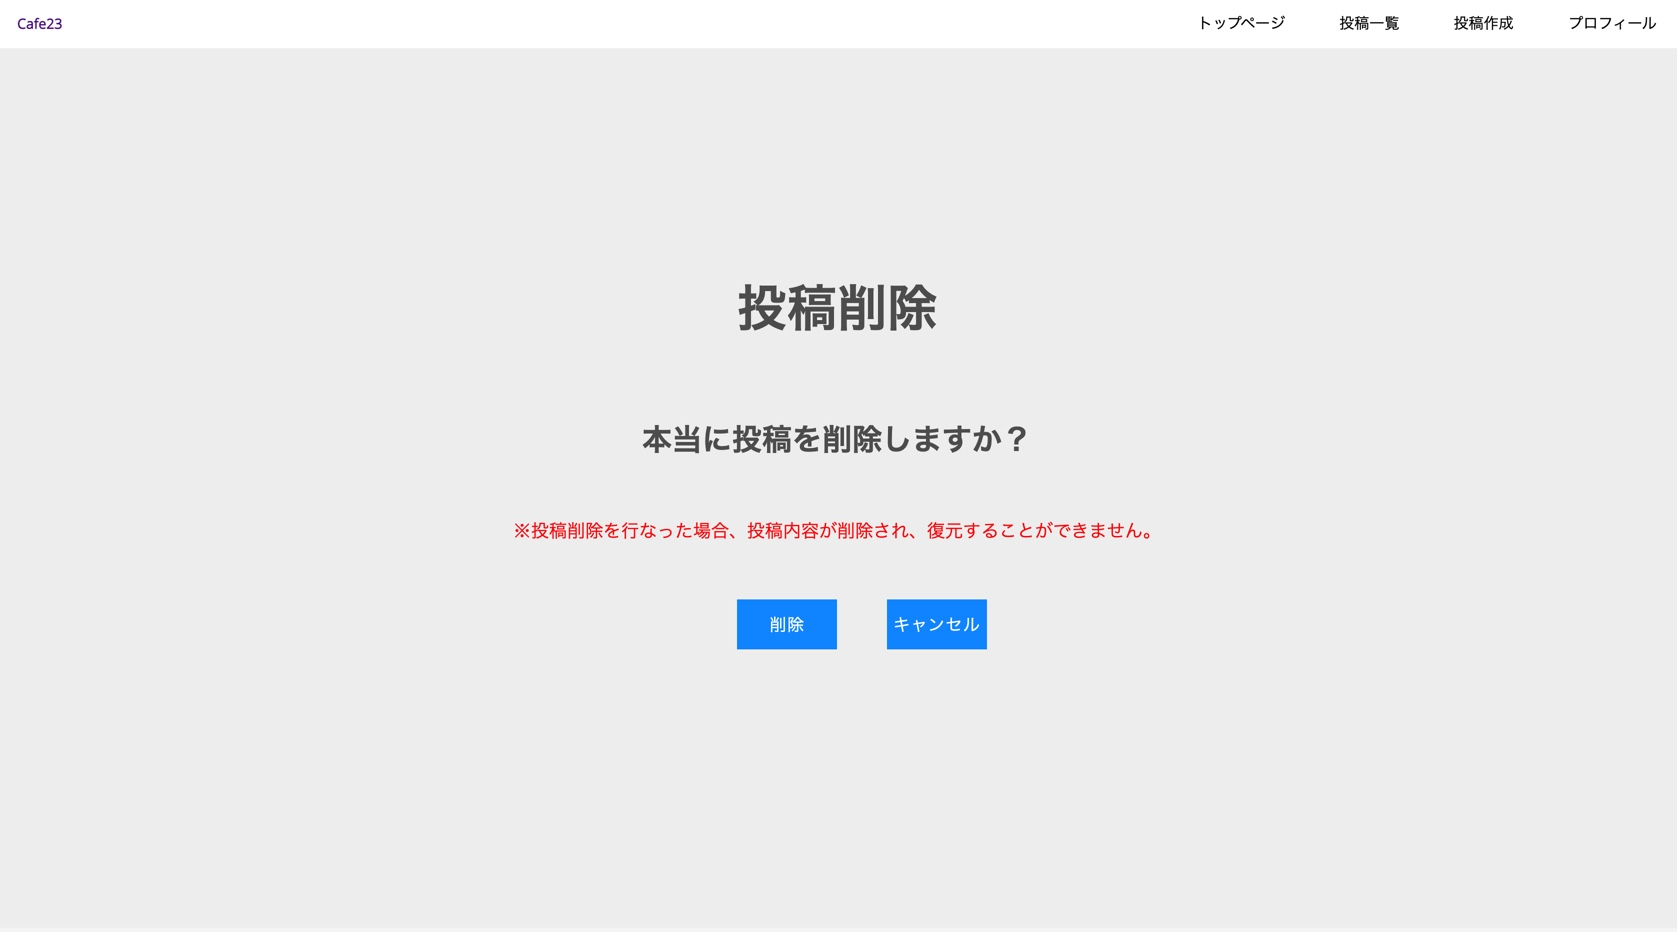 Cafe23
トップページ
投稿一覧
投稿作成
プロフィール
投稿削除
本当に投稿を削除しますか？
※投稿削除を行なった場合、投稿内容が削除され、復元することができません。
削除
キャンセル